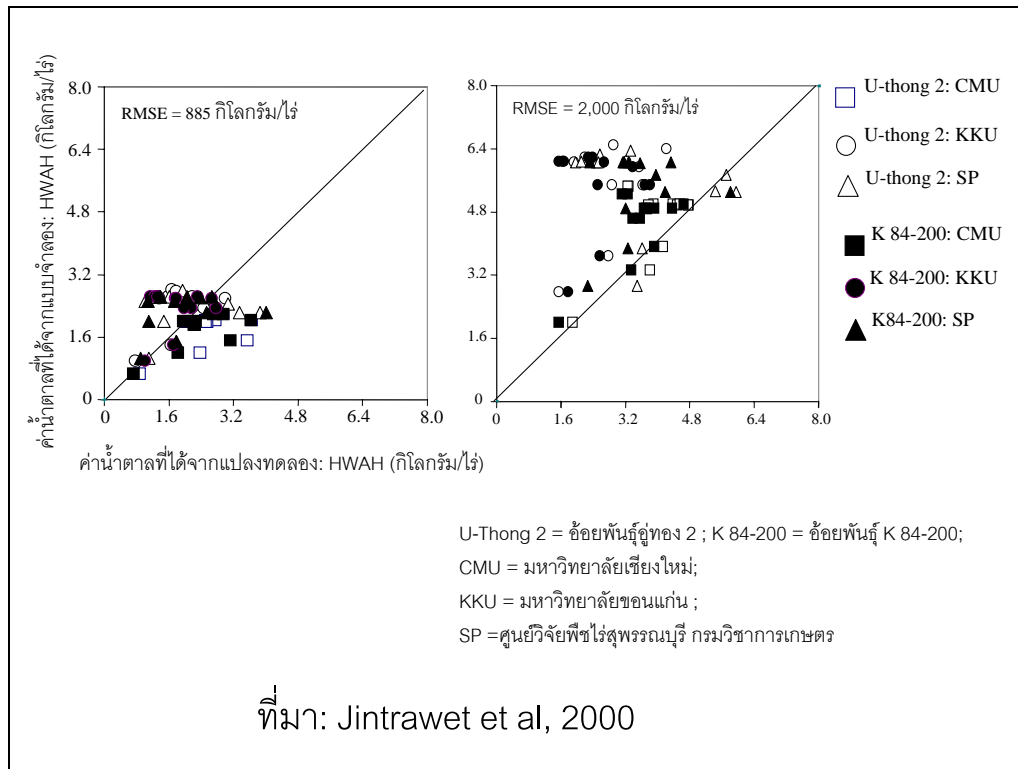 ค่าน้ำตาลที่ได้จากแบบจำลอง: HWAH (กิโลกรัม/ไร่)
8.0
6.4
4.8
3.2
1.6
0
RMSE = 885 กิโลกรัม/ไร่
0 1.6 3.2 4.8 6.4 8.0
8.0
6.4
4.8
3.2
1.6
0
RMSE = 2,000 กิโลกรัม/ไร่
0 1.6 3.2 4.8 6.4 8.0
U-thong 2: CMU
U-thong 2: KKU
U-thong 2: SP
K 84-200: CMU
K 84-200: KKU
K84-200: SP
ค่าน้ำตาลที่ได้จากแปลงทดลอง: HWAH (กิโลกรัม/ไร่)
U-Thong 2 = อ้อยพันธุ์อู่ทอง 2 ; K 84-200 = อ้อยพันธุ์ K 84-200;
CMU = มหาวิทยาลัยเชียงใหม่;
KKU = มหาวิทยาลัยขอนแก่น ;
SP =ศูนย์วิจัยพืชไร่สุพรรณบุรี กรมวิชาการเกษตร
ที่มา: Jintrawet et al, 2000